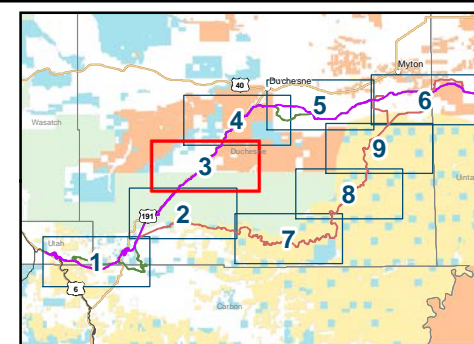 Myton
40
Duchesne
6
5
4
Wasatch
Duchesne
9
3
Uinta
8
191
2
7
Utah
1
6
Carbon